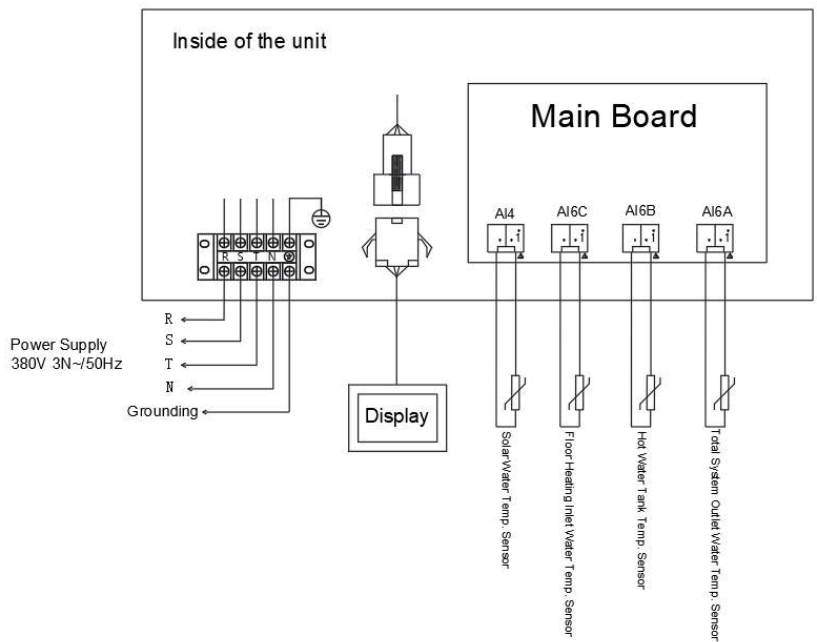 Inside of the unit
Main Board
AI4
AI6C
AI6B
AI6A
R S T N
R
S
T
N
Grounding
Power Supply
380V 3N~/50Hz
Display
Solar Water Temp. Sensor
Floor Heating Inlet Water Temp. Sensor
Hot Water Tank Temp. Sensor
Total System Outlet Water Temp. Sensor